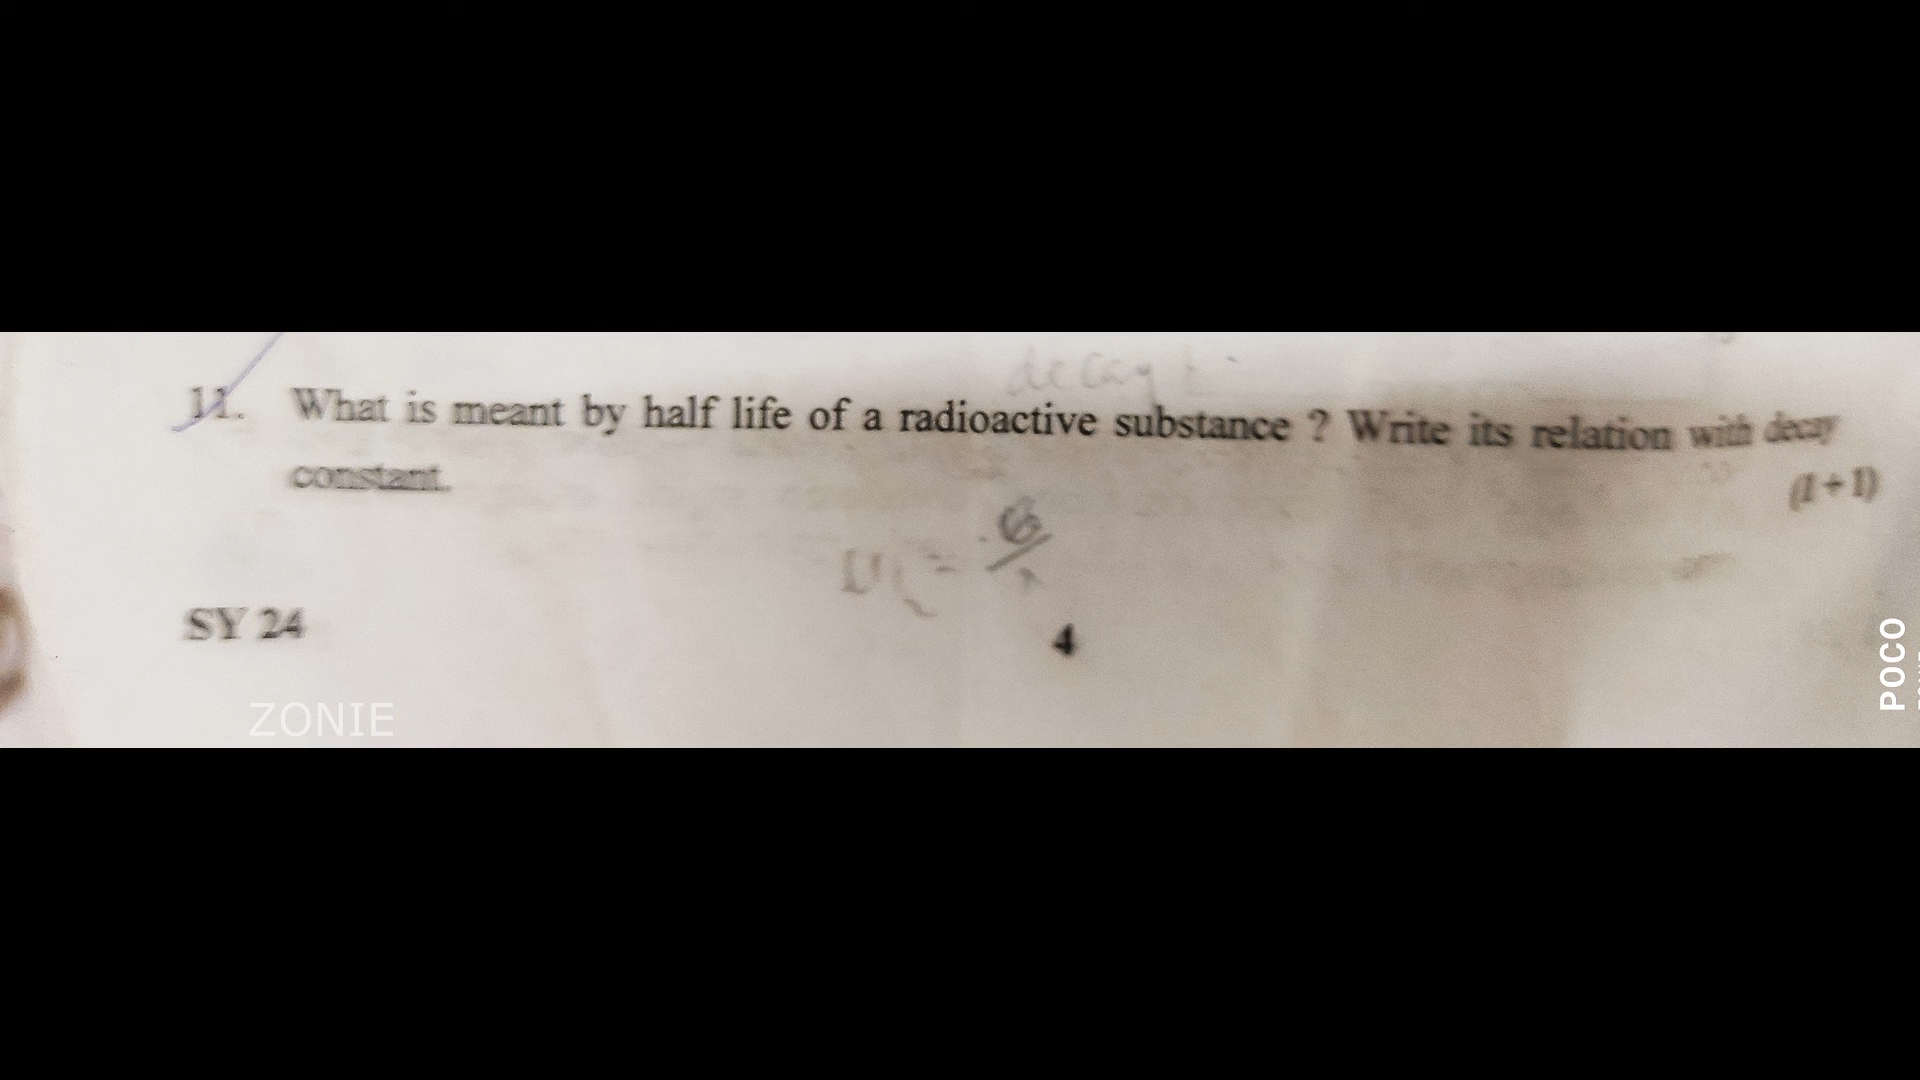 decay
11. What is meant by half life of a radioactive substance ? Write its relation with decay
constant.
(1+1)
SY 24
4
ZONIE
POCO